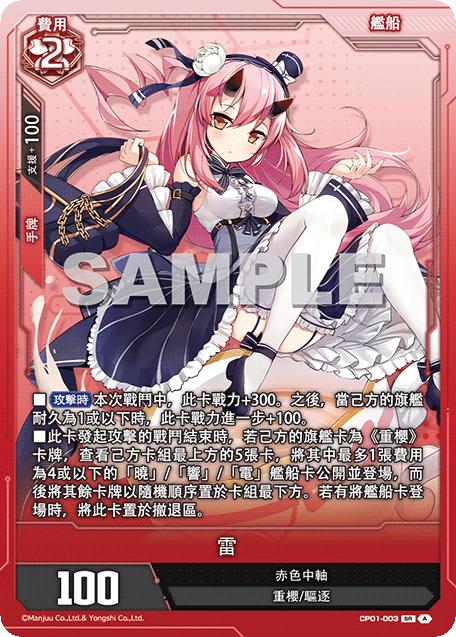 費用
2
艦船
支援+100
手牌
SAMPLE
■ 攻擊時 本次戰鬥中，此卡戰力+300。之後，當己方的旗艦
耐久為1或以下時，此卡戰力進一步+100。
■此卡發起攻擊的戰鬥結束時，若己方的旗艦卡為《重櫻》
卡牌，查看己方卡組最上方的5張卡，將其中最多1張費用
為4或以下的「曉」/「響」/「電」艦船卡公開並登場，而
後將其餘卡牌以隨機順序置於卡組最下方。若有將艦船卡登
場時，將此卡置於撤退區。
雷
100
赤色中軸
重櫻/驅逐
©Manjuu Co.,Ltd.& Yongshi Co.,Ltd.
CP01-003 SR A